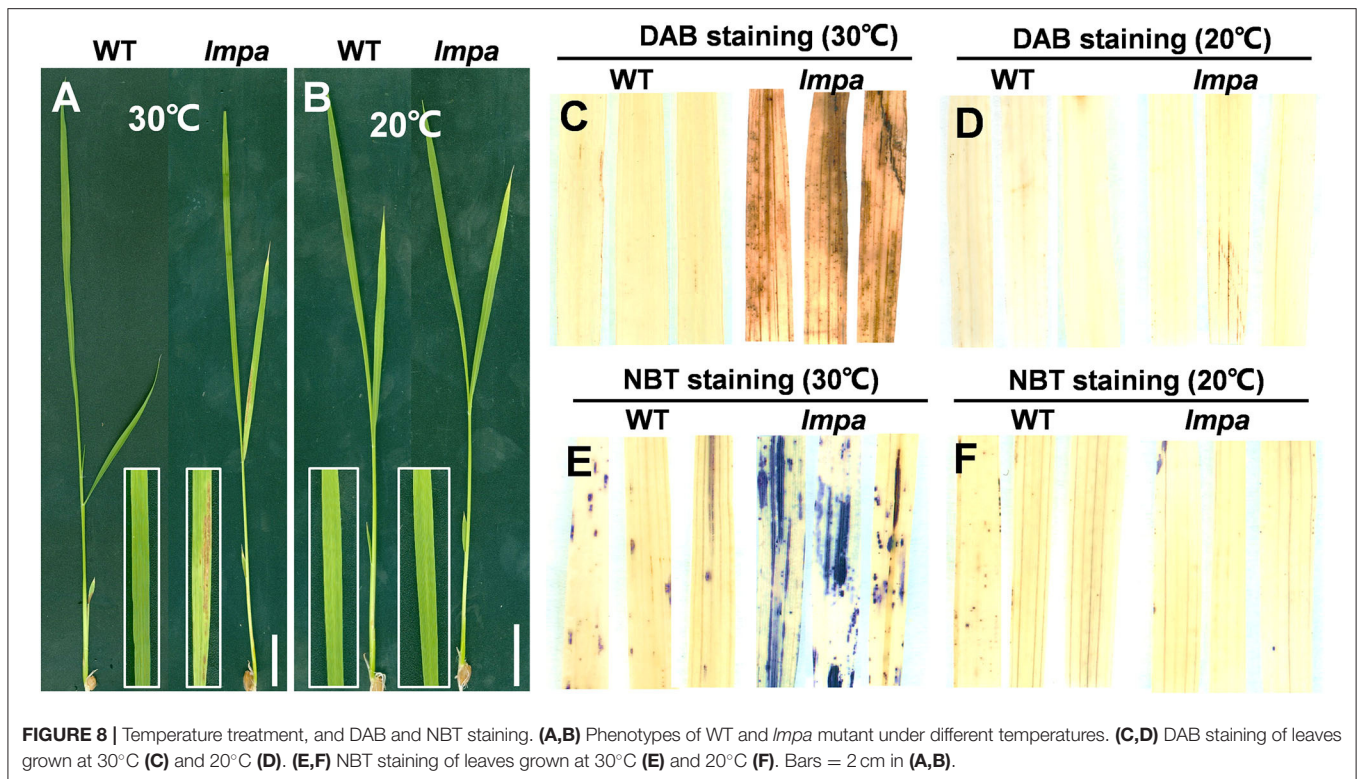 WT lmpa WT lmpa
A 30℃ B 20℃
DAB staining (30℃) DAB staining (20℃)
WT lmpa WT lmpa
C D
NBT staining (30℃) NBT staining (20℃)
WT lmpa WT lmpa
E F
FIGURE 8 | Temperature treatment, and DAB and NBT staining. (A,B) Phenotypes of WT and lmpa mutant under different temperatures. (C,D) DAB staining of leaves
grown at 30°C (C) and 20°C (D). (E,F) NBT staining of leaves grown at 30°C (E) and 20°C (F). Bars = 2 cm in (A,B).